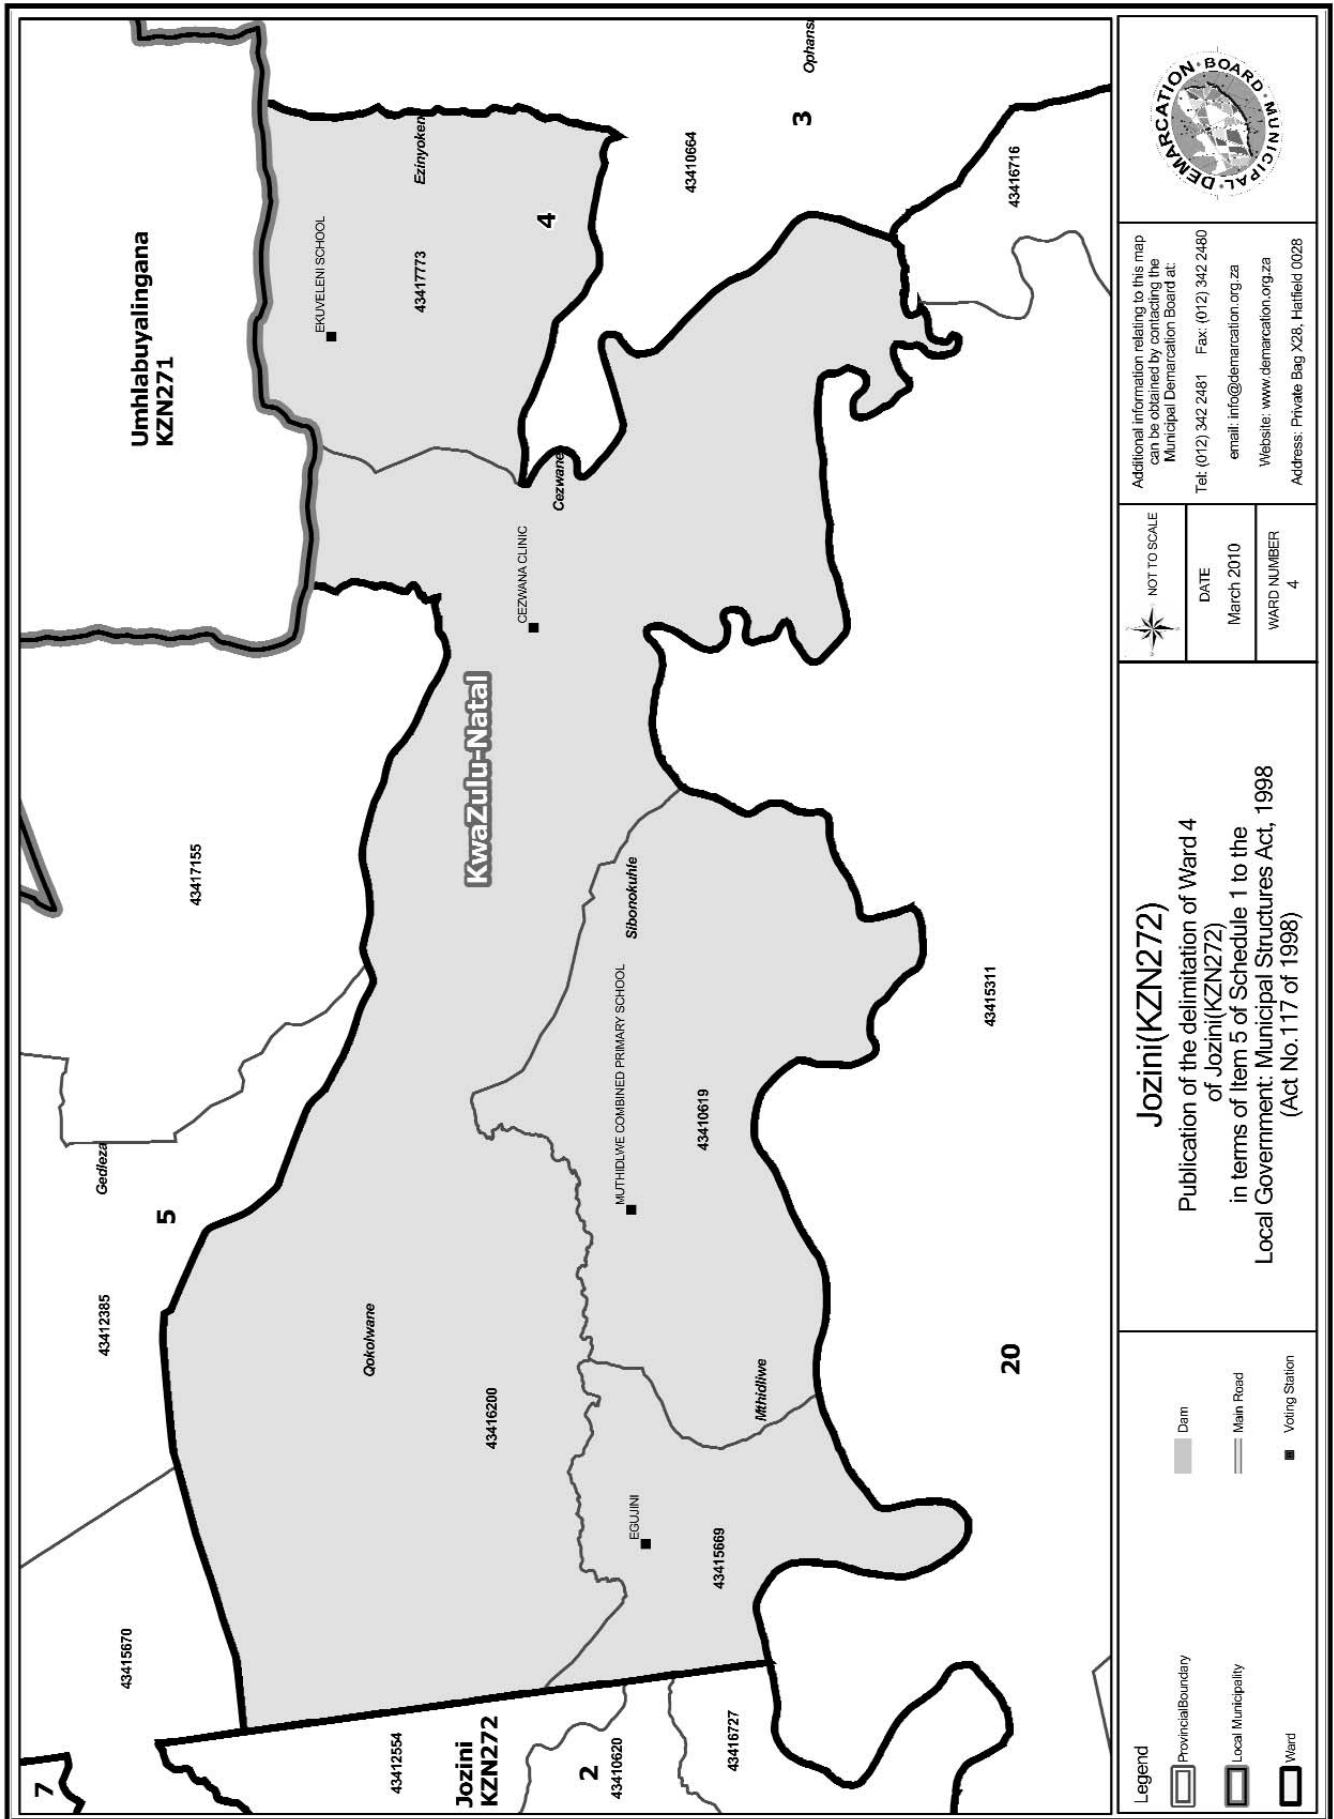 7
43415670
43412385
Gedleza
5
43417155
Umhlabuyalingana
KZN271
43412554
Jozini
KZN272
2
43410620
43416727
Qokolwane
43416200
KwaZulu-Natal
EKUVELENI SCHOOL
43417773
Ezinyoken
4
CEZWANA CLINIC
Cezwane
EGUJINI
43415669
MUTHIDLWE COMBINED PRIMARY SCHOOL
Sibonokuhle
43410619
Mthidliwe
43410664
3
Ophansi
43415311
20
43416716
Legend
ProvincialBoundary
Local Municipality
Ward
Dam
Main Road
Voting Station
Jozini(KZN272)
Publication of the delimitation of Ward 4
of Jozini(KZN272)
in terms of Item 5 of Schedule 1 to the
Local Government: Municipal Structures Act, 1998
(Act No.117 of 1998)
NOT TO SCALE
DATE
March 2010
WARD NUMBER
4
Additional information relating to this map
can be obtained by contacting the
Municipal Demarcation Board at:
Tel: (012) 342 2481 Fax: (012) 342 2480
email: info@demarcation.org.za
Website: www.demarcation.org.za
Address: Private Bag X28, Hatfield 0028
MUNICIPAL DEMARCATION BOARD